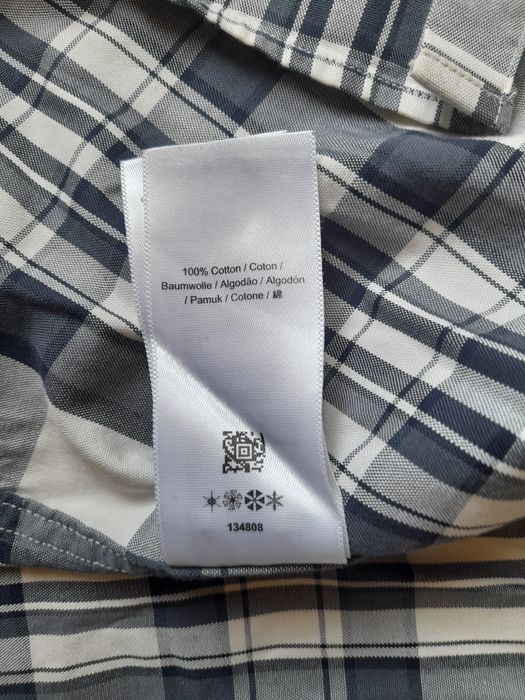 100% Cotton / Coton /
Baumwolle / Algodão / Algodón
/ Pamuk / Cotone / 綿
134808